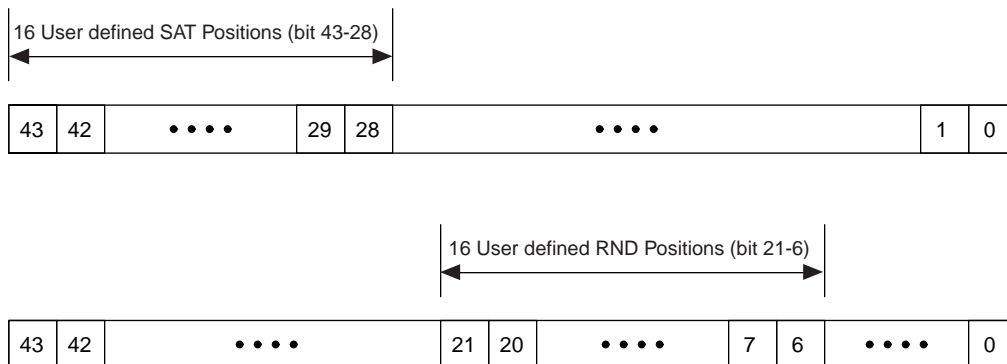 16 User defined SAT Positions (bit 43-28)
43 42 •••• 29 28 •••• 1 0
16 User defined RND Positions (bit 21-6)
43 42 •••• 21 20 •••• 7 6 •••• 0